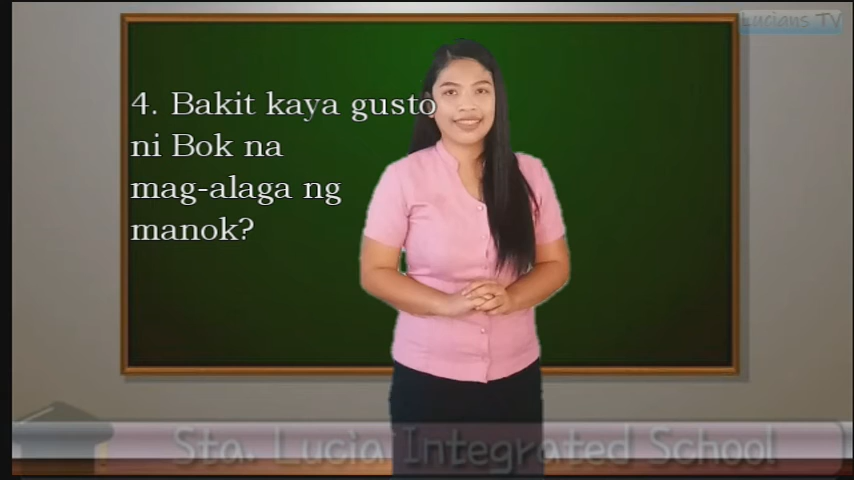 Lucians TV
4. Bakit kaya gusto
ni Bok na
mag-alaga ng
manok?
Sta. Lucia Integrated School